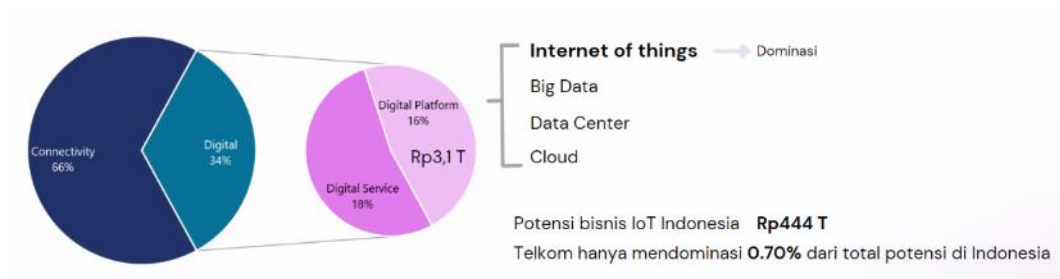 Connectivity
66%
Digital
34%
Digital Platform
16%
Rp3,1 T
Digital Service
18%
Internet of things
Dominasi
Big Data
Data Center
Cloud
Potensi bisnis IoT Indonesia Rp444 T
Telkom hanya mendominasi 0.70% dari total potensi di Indonesia